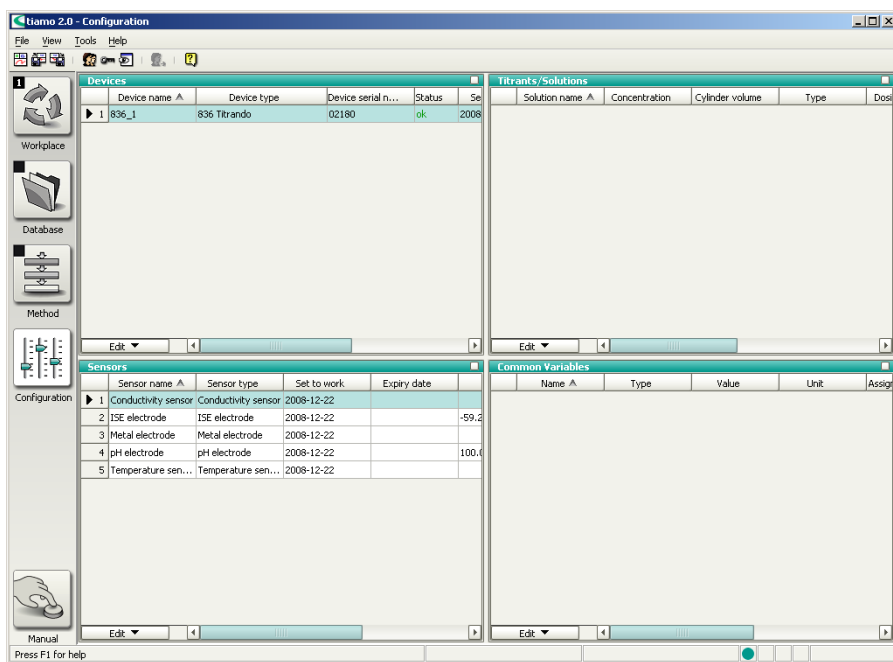 tiamo 2.0 - Configuration
File View Tools Help
1
Workplace
Database
Method
Configuration
Manual
Devices
Device name Device type Device serial n... Status Se
1 836_1 836 Titrando 02180 ok 2008
Edit
Titrants/Solutions
Solution name Concentration Cylinder volume Type Dosi
Edit
Sensors
Sensor name Sensor type Set to work Expiry date
1 Conductivity sensor Conductivity sensor 2008-12-22
2 ISE electrode ISE electrode 2008-12-22 -59.2
3 Metal electrode Metal electrode 2008-12-22
4 pH electrode pH electrode 2008-12-22 100.0
5 Temperature sen... Temperature sen... 2008-12-22
Edit
Common Variables
Name Type Value Unit Assign
Edit
Press F1 for help